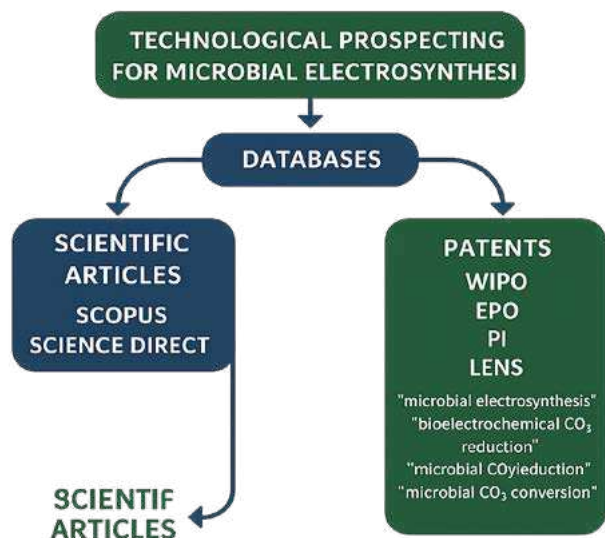 TECHNOLOGICAL PROSPECTING
FOR MICROBIAL ELECTROSYNTHESI
DATABASES
SCIENTIFIC
ARTICLES
SCOPUS
SCIENCE DIRECT
SCIENTIF
ARTICLES
PATENTS
WIPO
EPO
PI
LENS
"microbial electrosynthesis"
"bioelectrochemical CO₃
reduction"
"microbial COyleduction"
"microbial CO₃ conversion"